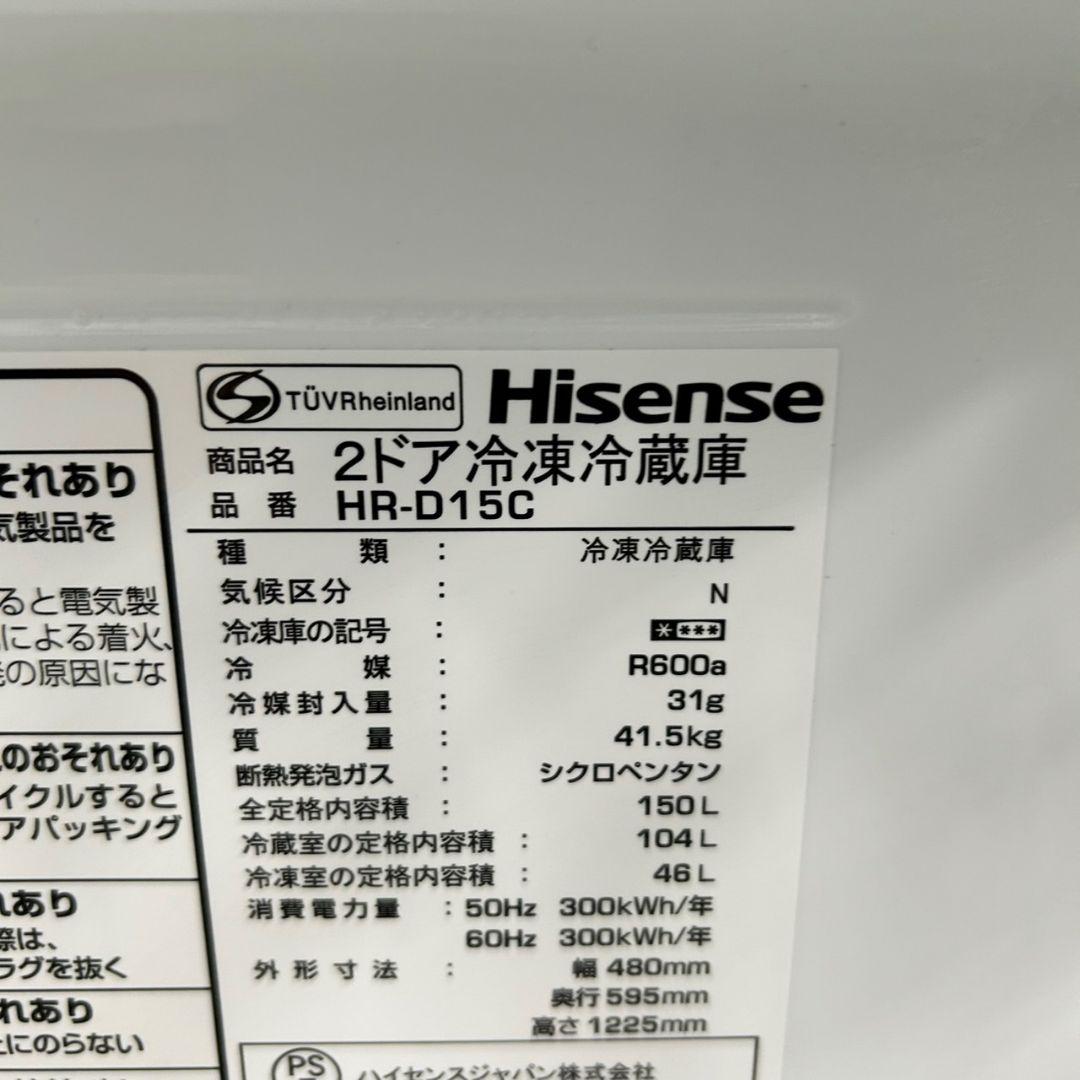 それあり
気製品を
ると電気製
による着火、
発の原因にな
のおそれあり
イクルすると
アパッキング
れあり
際は、
ラグを抜く
れあり
にのらない
TÜVRheinland Hisense
商品名 2ドア冷凍冷蔵庫
品番 HR-D15C
種類 : 冷凍冷蔵庫
気候区分 : N
冷凍庫の記号 : ****
冷媒 : R600a
冷媒封入量 : 31g
質量 : 41.5kg
断熱発泡ガス : シクロペンタン
全定格内容積 : 150L
冷蔵室の定格内容積 : 104L
冷凍室の定格内容積 : 46L
消費電力量 : 50Hz 300kWh/年
60Hz 300kWh/年
外形寸法 : 幅 480mm
奥行 595mm
高さ 1225mm
PS
ハイセンスジャパン株式会社